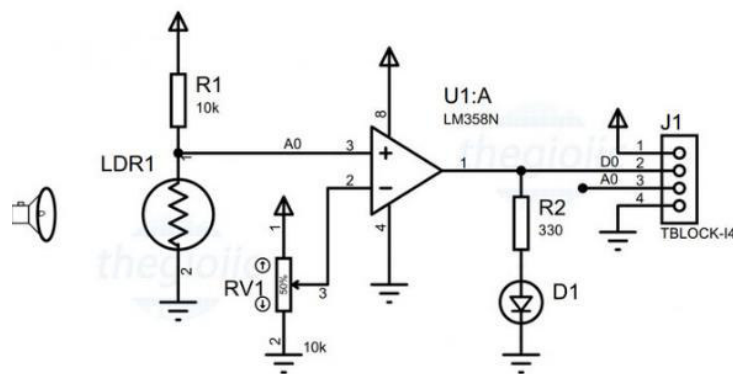 R1
10k
LDR1
1
2
A0
3
2
8
4
1
U1:A
LM358N
1
RV1
50%
3
2
10k
R2
330
D1
J1
1
D0 2
A0 3
4
TBLOCK-I4
thegioiic